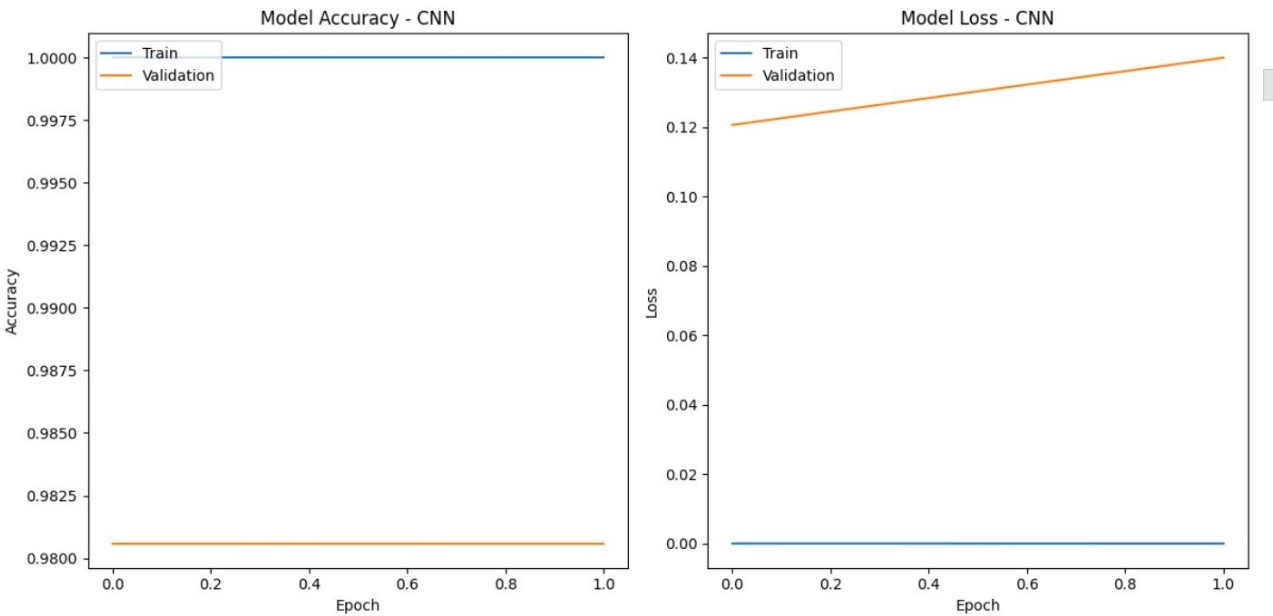 Model Accuracy - CNN
Train
Validation
1.0000
0.9975
0.9950
0.9925
0.9900
0.9875
0.9850
0.9825
0.9800
Accuracy
0.0 0.2 0.4 0.6 0.8 1.0
Epoch
Model Loss - CNN
Train
Validation
0.14
0.12
0.10
0.08
0.06
0.04
0.02
0.00
Loss
0.0 0.2 0.4 0.6 0.8 1.0
Epoch